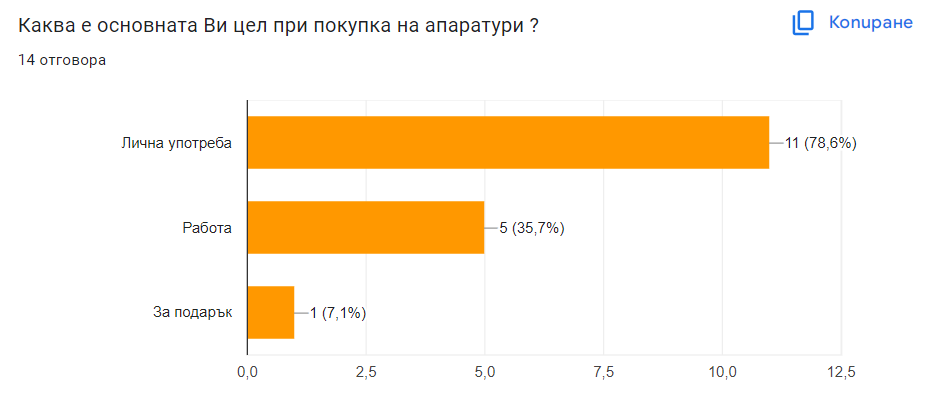 Каква е основната Ви цел при покупка на апаратури ?
Копиране
14 отговора
Лична употреба
11 (78,6%)
Работа
5 (35,7%)
За подарък
1 (7,1%)
0,0 2,5 5,0 7,5 10,0 12,5